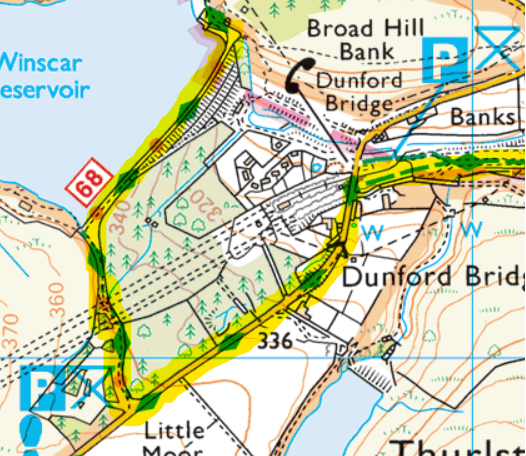 Broad Hill
Bank
P
Winscar
eservoir
Dunford
Bridge
Banks
68
320
340
W
W
Dunford Bridg
360
336
370
P
Little
Moor
Thurlst